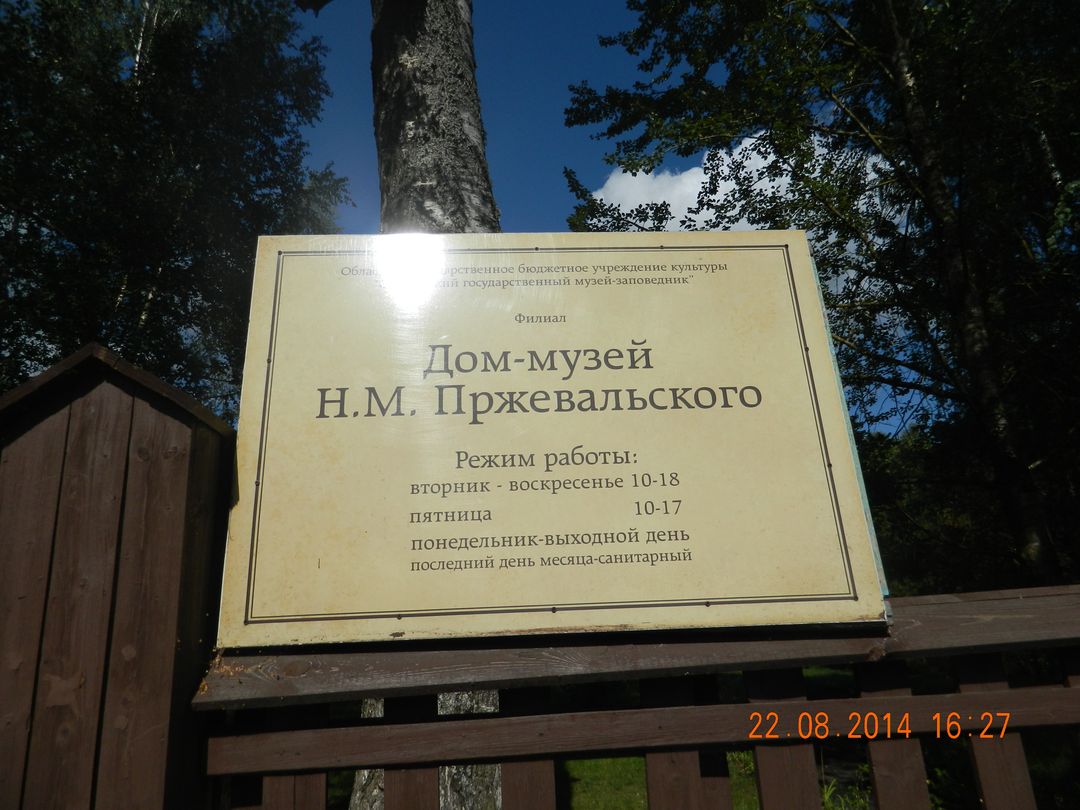 государственное бюджетное учреждение культуры
государственный музей-заповедник"
Филиал
Дом-музей
Н.М. Пржевальского
Режим работы:
вторник - воскресенье 10-18
пятница 10-17
понедельник-выходной день
последний день месяца-санитарный
22.08.2014 16:27